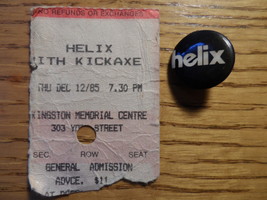 NO REFUNDS OR EXCHANGES
HELIX
WITH KICKAXE
THU DEC 12/85 7.30 PM
KINGSTON MEMORIAL CENTRE
303 YORK STREET
SEC. ROW SEAT
GENERAL ADMISSION
ADVCE. $11
helix